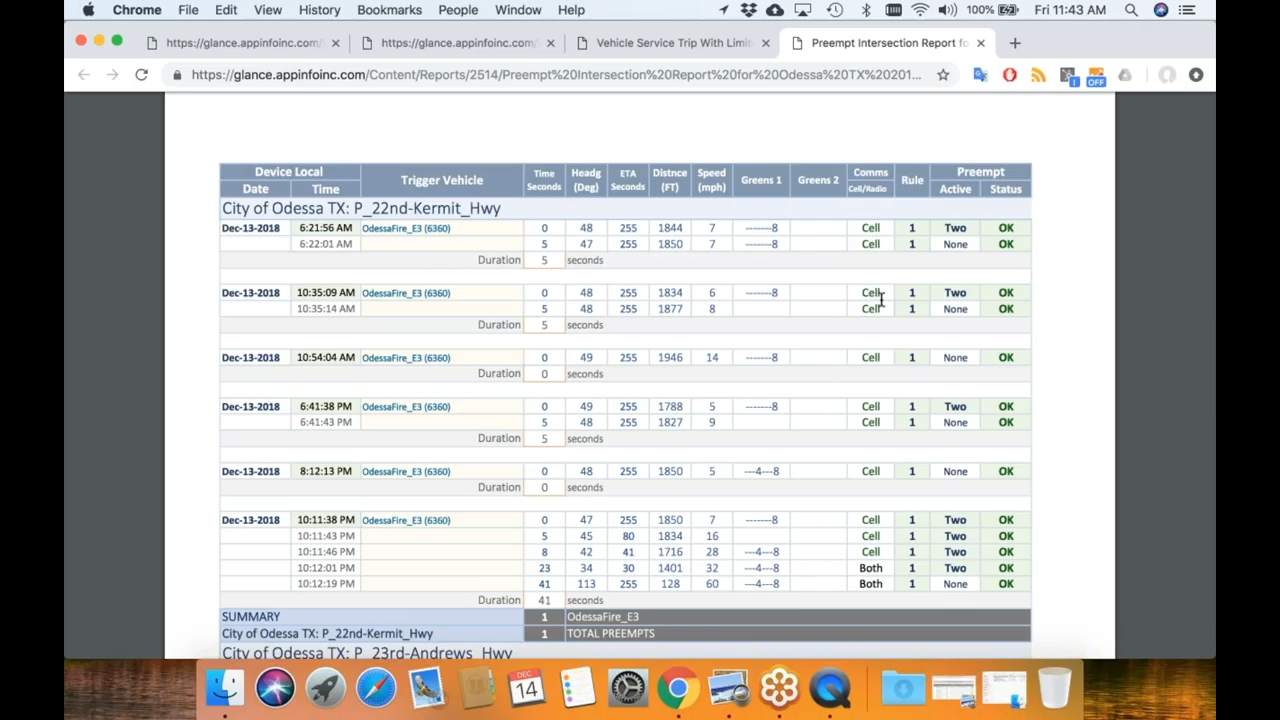 Chrome File Edit View History Bookmarks People Window Help 100% Fri 11:43 AM
https://glance.appinfoinc.com/ × https://glance.appinfoinc.com/ × Vehicle Service Trip With Limit × Preempt Intersection Report fo × +
https://glance.appinfoinc.com/Content/Reports/2514/Preempt%20Intersection%20Report%20for%20Odessa%20TX%20201...
OFF
Device Local Trigger Vehicle Time Seconds Headg (Deg) ETA Seconds Distnce (FT) Speed (mph) Greens 1 Greens 2 Comms Cell/Radio Rule Preempt
Date Time Active Status
City of Odessa TX: P_22nd-Kermit_Hwy
Dec-13-2018 6:21:56 AM OdessaFire_E3 (6360) 0 48 255 1844 7 -------8 Cell 1 Two OK
6:22:01 AM 5 47 255 1850 7 -------8 Cell 1 None OK
Duration 5 seconds
Dec-13-2018 10:35:09 AM OdessaFire_E3 (6360) 0 48 255 1834 6 -------8 Cell 1 Two OK
10:35:14 AM 5 48 255 1877 8 Cell 1 None OK
Duration 5 seconds
Dec-13-2018 10:54:04 AM OdessaFire_E3 (6360) 0 49 255 1946 14 -------8 Cell 1 None OK
Duration 0 seconds
Dec-13-2018 6:41:38 PM OdessaFire_E3 (6360) 0 49 255 1788 5 -------8 Cell 1 Two OK
6:41:43 PM 5 48 255 1827 9 Cell 1 None OK
Duration 5 seconds
Dec-13-2018 8:12:13 PM OdessaFire_E3 (6360) 0 48 255 1850 5 ---4---8 Cell 1 None OK
Duration 0 seconds
Dec-13-2018 10:11:38 PM OdessaFire_E3 (6360) 0 47 255 1850 7 -------8 Cell 1 Two OK
10:11:43 PM 5 45 80 1834 16 Cell 1 Two OK
10:11:46 PM 8 42 41 1716 28 ---4---8 Cell 1 Two OK
10:12:01 PM 23 34 30 1401 32 ---4---8 Both 1 Two OK
10:12:19 PM 41 113 255 128 60 ---4---8 Both 1 None OK
Duration 41 seconds
SUMMARY 1 OdessaFire_E3
City of Odessa TX: P_22nd-Kermit_Hwy 1 TOTAL PREEMPTS
City of Odessa TX: P_23rd-Andrews_Hwy
DEC
14